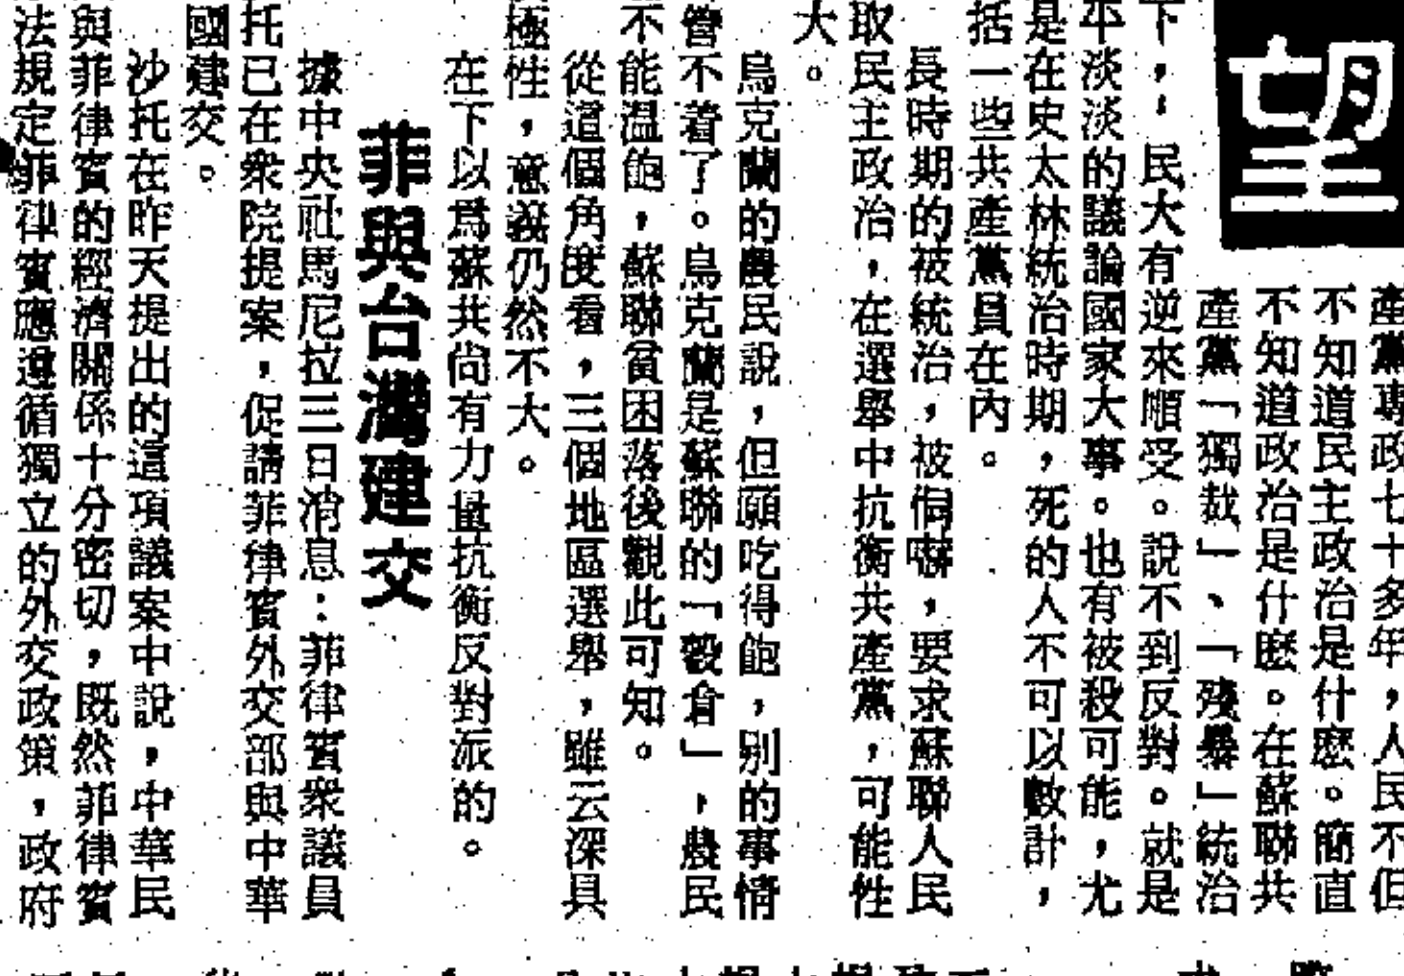 望
產黨專政七十多年，人民不但
不知道民主政治是什麽。簡直
不知道政治是什麽。在蘇聯共
產黨「獨裁」、「殘暴」統治
下，，民大有逆來順受。說不到反對。就是
平淡淡的議論國家大事。也有被殺可能，尤
是在史太林統治時期，死的人不可以數計，
括一些共產黨員在內。
長時期的被統治，被恫嚇，要求蘇聯人民
取民主政治，在選舉中抗衡共產黨，可能性
大。
烏克蘭的農民說，但願吃得飽，別的事情
管不着了。烏克蘭是蘇聯的「穀倉」，農民
不能温飽，蘇聯貧困落後觀此可知。
從這個角度看，三個地區選舉，雖云深具
極性，意義仍然不大。
在下以爲蘇共尚有力量抗衡反對派的。
菲與台灣建交
據中央社馬尼拉三日消息：菲律賓衆議員
托已在衆院提案，促請菲律賓外交部與中華
國建交。
沙托在昨天提出的這項議案中說，中華民
與菲律賓的經濟關係十分密切，既然菲律賓
法規定菲律賓應遵循獨立的外交政策，政府